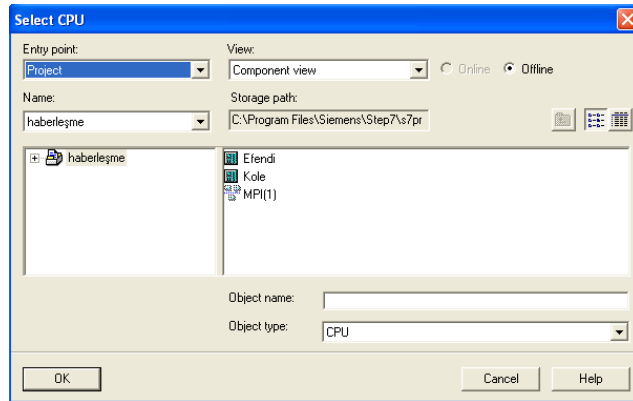 Select CPU
Entry point:
View:
Project
Component view
Online
Offline
Name:
Storage path:
haberleşme
C:\Program Files\Siemens\Step7\s7pr
haberleşme
Efendi
Kole
MPI(1)
Object name:
Object type:
CPU
OK
Cancel
Help